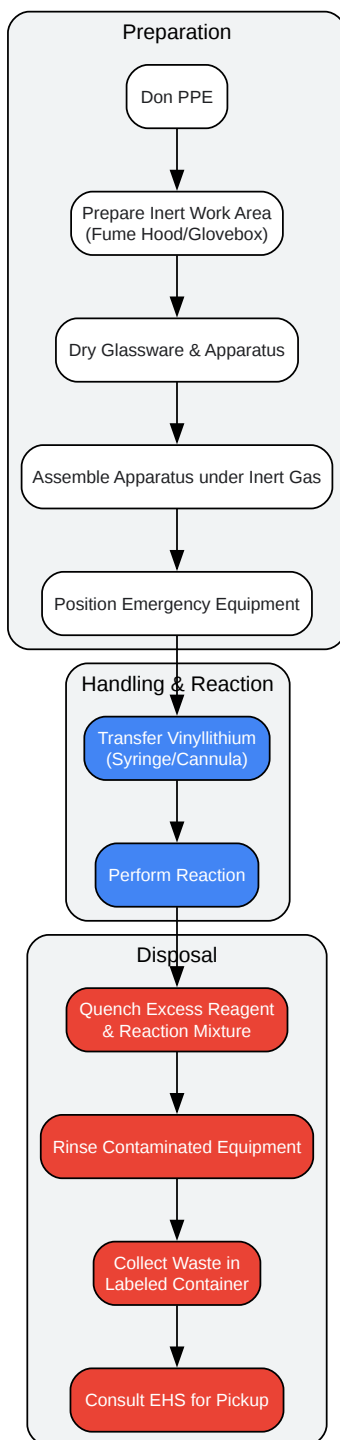 Preparation
Don PPE
Prepare Inert Work Area
(Fume Hood/Glovebox)
Dry Glassware & Apparatus
Assemble Apparatus under Inert Gas
Position Emergency Equipment
Handling & Reaction
Transfer Vinyllithium
(Syringe/Cannula)
Perform Reaction
Disposal
Quench Excess Reagent
& Reaction Mixture
Rinse Contaminated Equipment
Collect Waste in
Labeled Container
Consult EHS for Pickup